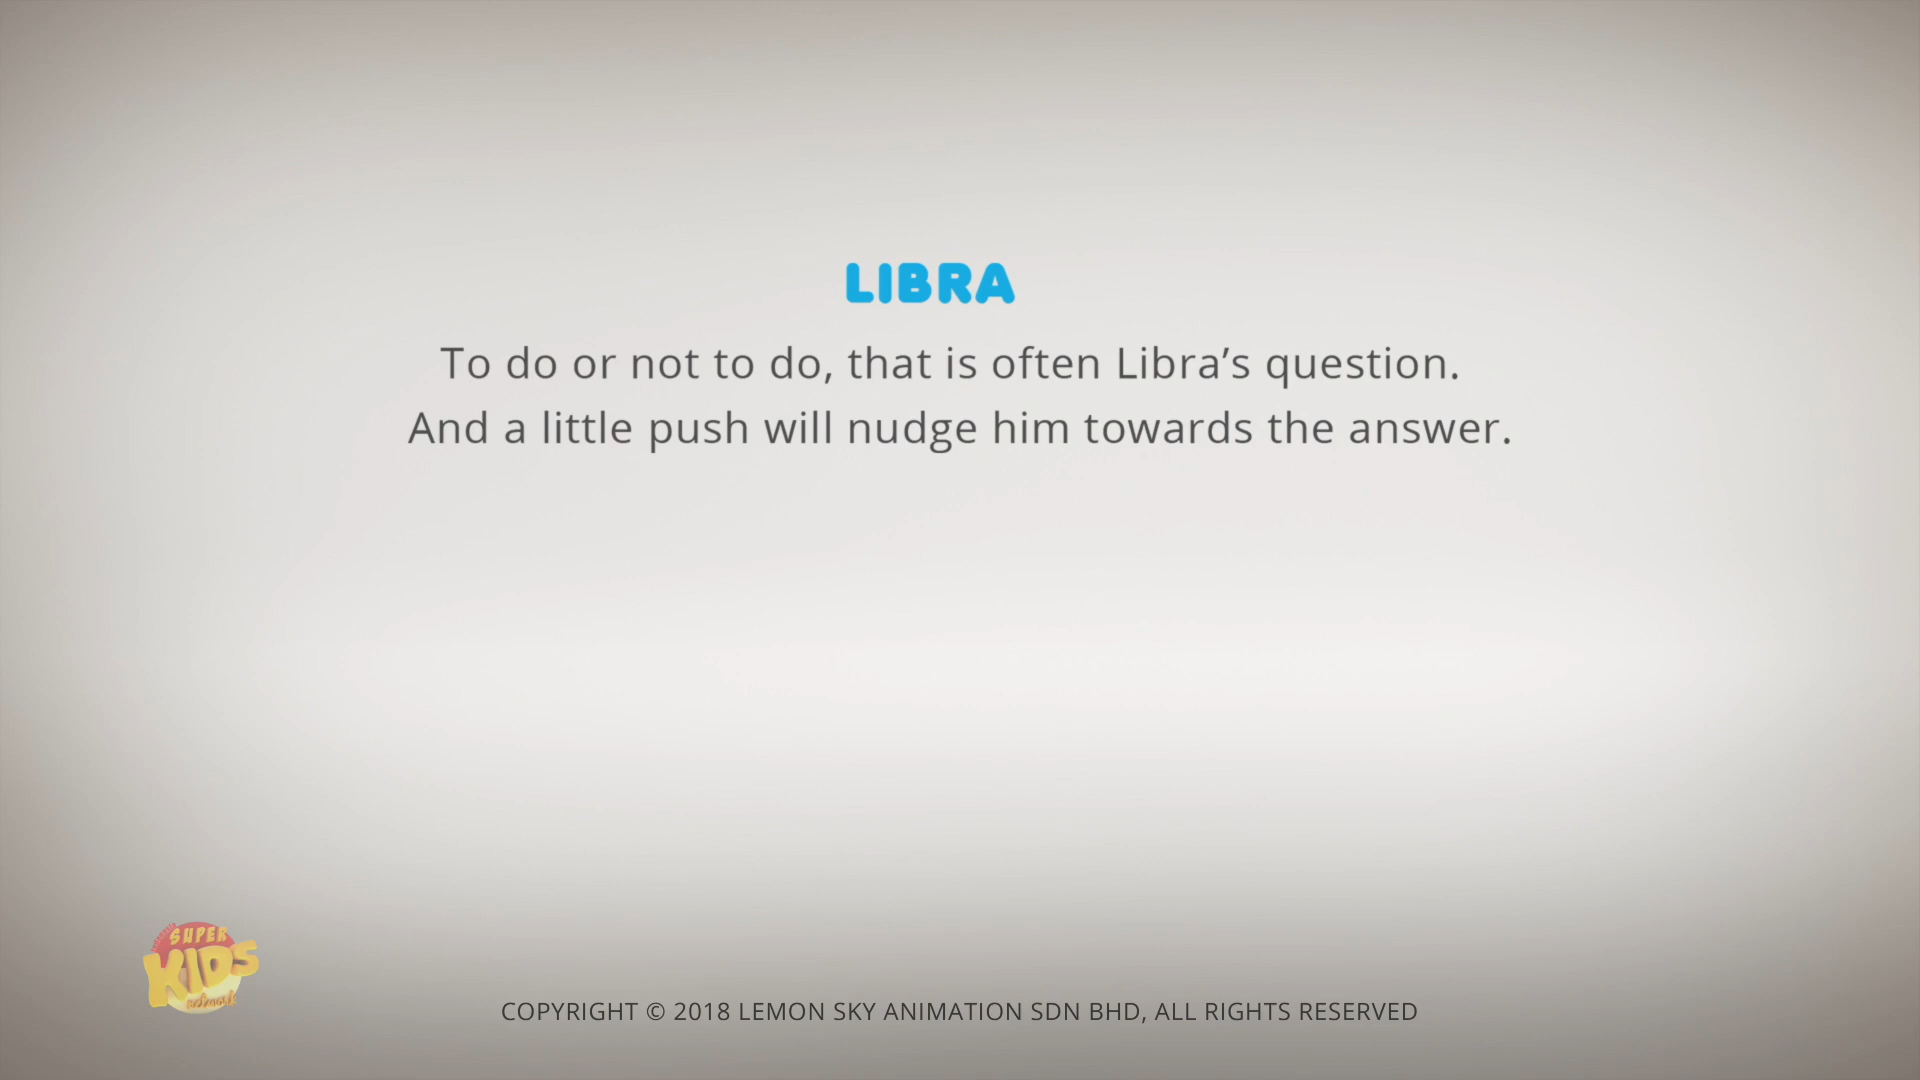 LIBRA
To do or not to do, that is often Libra’s question.
And a little push will nudge him towards the answer.
SUPER
KIDS
network
COPYRIGHT © 2018 LEMON SKY ANIMATION SDN BHD, ALL RIGHTS RESERVED